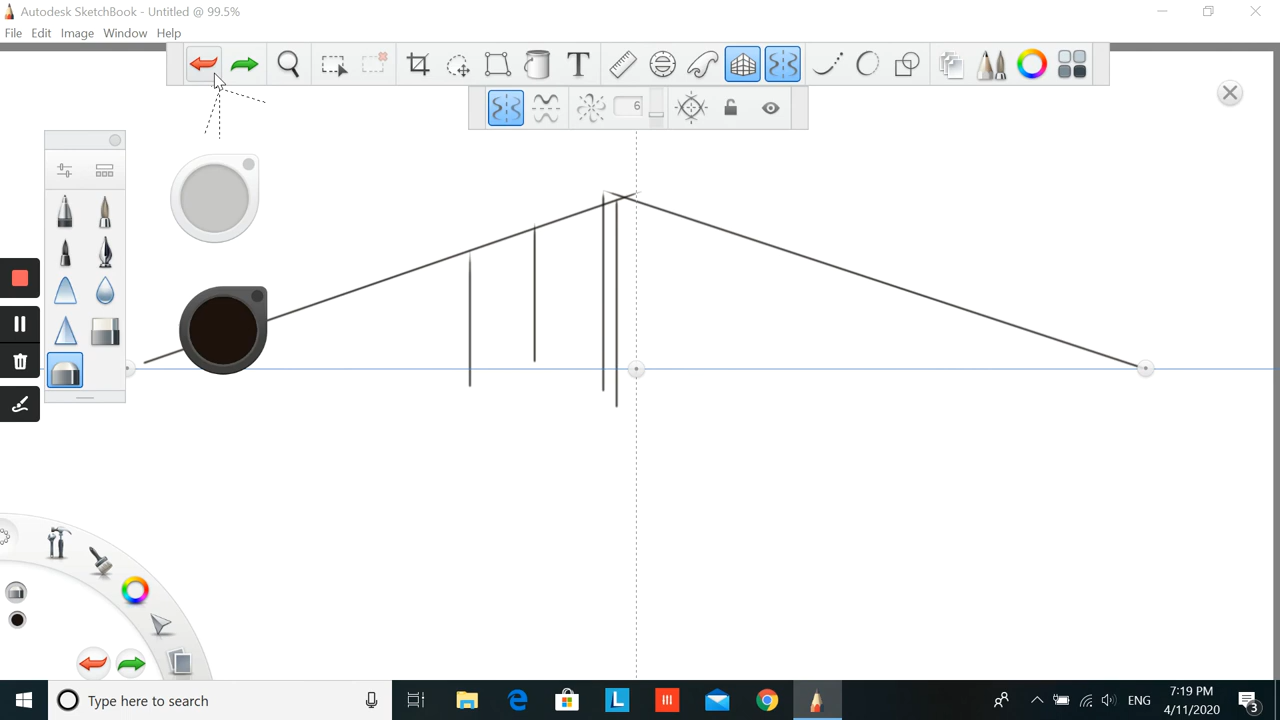 Autodesk SketchBook - Untitled @ 99.5%
File Edit Image Window Help
T
6
Type here to search
L
ENG
7:19 PM
4/11/2020
3